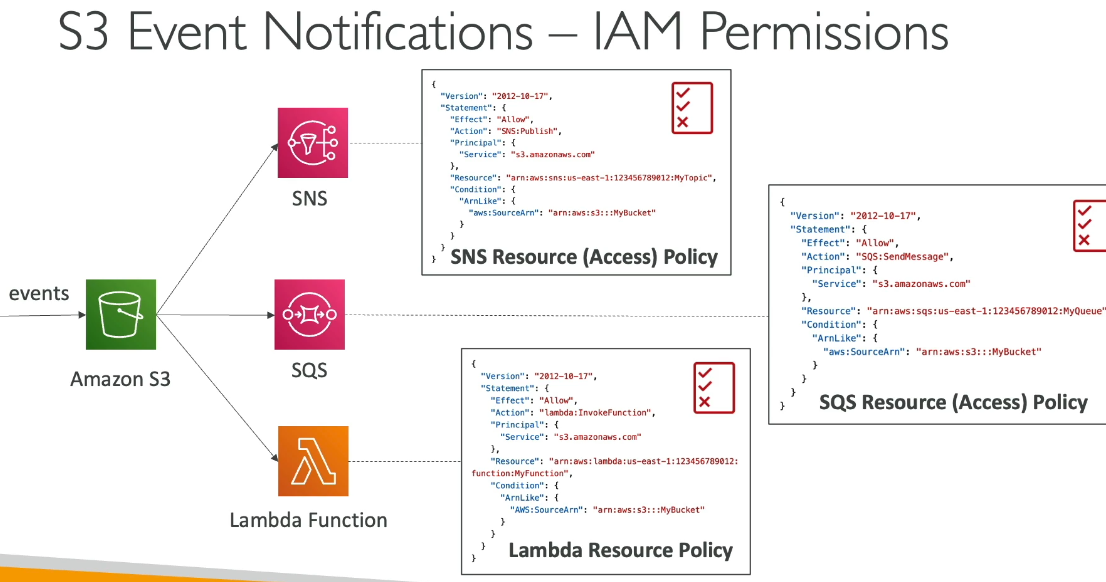 S3 Event Notifications – IAM Permissions
{
"Version": "2012-10-17",
"Statement": {
"Effect": "Allow",
"Action": "SNS:Publish",
"Principal": {
"Service": "s3.amazonaws.com"
},
"Resource": "arn:aws:sns:us-east-1:123456789012:MyTopic",
"Condition": {
"ArnLike": {
"aws:SourceArn": "arn:aws:s3:::MyBucket"
}
}
}
}
SNS Resource (Access) Policy
SNS
{
"Version": "2012-10-17",
"Statement": {
"Effect": "Allow",
"Action": "SQS:SendMessage",
"Principal": {
"Service": "s3.amazonaws.com"
},
"Resource": "arn:aws:sqs:us-east-1:123456789012:MyQueue"
"Condition": {
"ArnLike": {
"aws:SourceArn": "arn:aws:s3:::MyBucket"
}
}
}
}
SQS Resource (Access) Policy
events
Amazon S3
SQS
{
"Version": "2012-10-17",
"Statement": {
"Effect": "Allow",
"Action": "lambda:InvokeFunction",
"Principal": {
"Service": "s3.amazonaws.com"
},
"Resource": "arn:aws:lambda:us-east-1:123456789012:
function:MyFunction",
"Condition": {
"ArnLike": {
"AWS:SourceArn": "arn:aws:s3:::MyBucket"
}
}
}
}
Lambda Resource Policy
Lambda Function